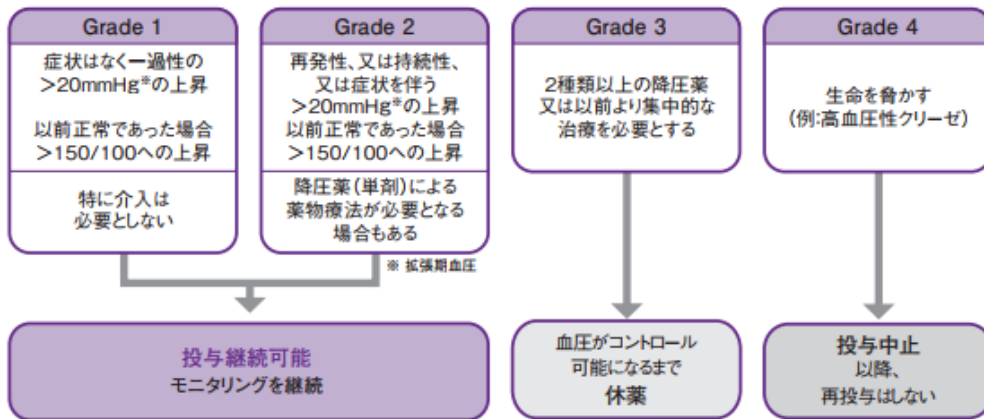 Grade 1
症状はなく一過性の
>20mmHg※の上昇
以前正常であった場合
>150/100への上昇
特に介入は
必要としない
Grade 2
再発性、又は持続性、
又は症状を伴う
>20mmHg※の上昇
以前正常であった場合
>150/100への上昇
降圧薬(単剤)による
薬物療法が必要となる
場合もある
※ 拡張期血圧
Grade 3
2種類以上の降圧薬
又は以前より集中的な
治療を必要とする
Grade 4
生命を脅かす
(例:高血圧性クリーゼ)
投与継続可能
モニタリングを継続
血圧がコントロール
可能になるまで
休薬
投与中止
以降、
再投与はしない